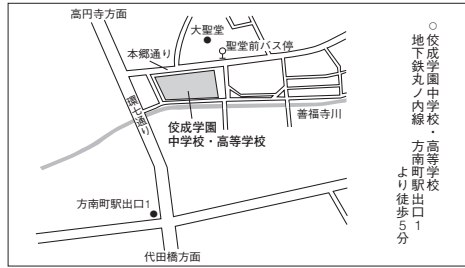 ○佼成学園中学校・高等学校
地下鉄丸ノ内線 方南町駅出口1
より徒歩5分
高円寺方面
大聖堂
聖堂前バス停
本郷通り
環七通り
佼成学園
中学校・高等学校
善福寺川
方南町駅出口1
代田橋方面